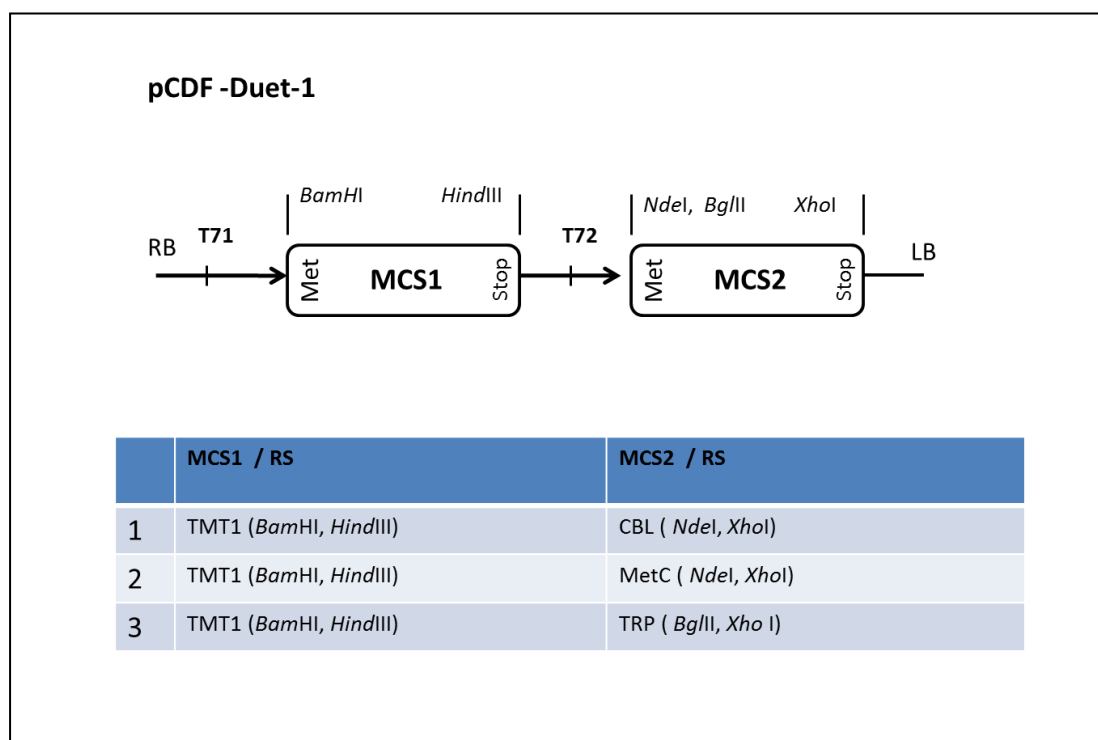 pCDF -Duet-1
BamHI HindIII NdeI, BglII XhoI
RB T71 Met MCS1 Stop T72 Met MCS2 Stop LB
MCS1 / RS MCS2 / RS
1 TMT1 (BamHI, HindIII) CBL ( NdeI, XhoI)
2 TMT1 (BamHI, HindIII) MetC ( NdeI, XhoI)
3 TMT1 (BamHI, HindIII) TRP ( BglII, Xho I)